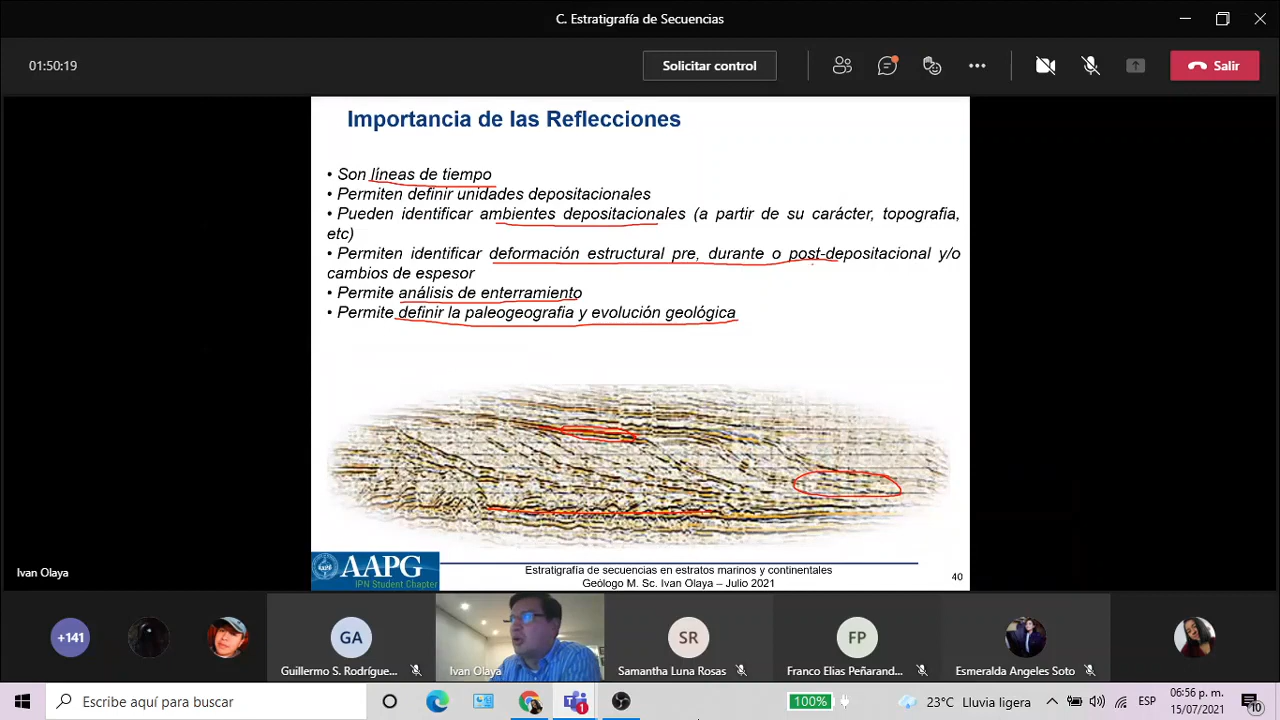 C. Estratigrafía de Secuencias
01:50:19
Solicitar control
Salir
Importancia de las Reflecciones
• Son líneas de tiempo
• Permiten definir unidades depositacionales
• Pueden identificar ambientes depositacionales (a partir de su carácter, topografia,
etc)
• Permiten identificar deformación estructural pre, durante o post-depositacional y/o
cambios de espesor
• Permite análisis de enterramiento
• Permite definir la paleogeografia y evolución geológica
AAPG
IPN Student Chapter
Estratigrafía de secuencias en estratos marinos y continentales
Geólogo M. Sc. Ivan Olaya – Julio 2021
40
Ivan Olaya
+141
GA
SR
FP
Guillermo S. Rodrígue...
Ivan Olaya
Samantha Luna Rosas
Franco Elias Peñarand...
Esmeralda Angeles Soto
Escribe aquí para buscar
1
100%
23°C Lluvia ligera
ESP
06:56 p. m.
15/07/2021
10